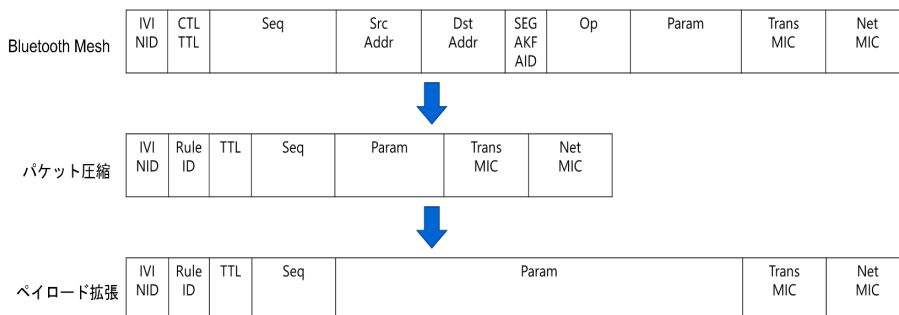 Bluetooth Mesh
IVI CTL Seq Src Dst SEG Op Param Trans Net
NID TTL Addr Addr AKF MIC MIC
AID
パケット圧縮
IVI Rule TTL Seq Param Trans Net
NID ID MIC MIC
ペイロード拡張
IVI Rule TTL Seq Param Trans Net
NID ID MIC MIC